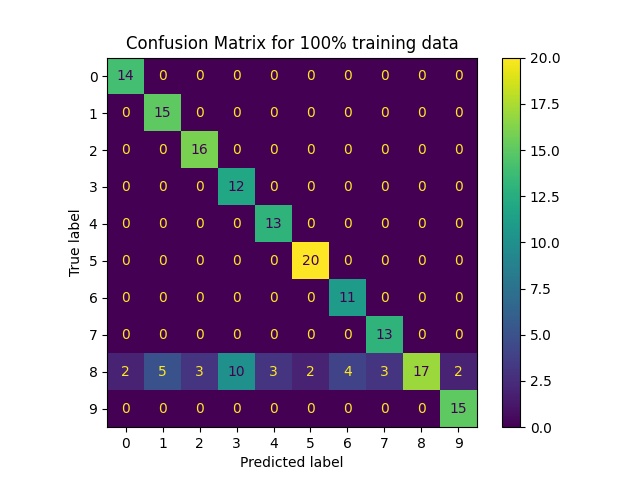 Confusion Matrix for 100% training data
True label
0 14 0 0 0 0 0 0 0 0 0
1 0 15 0 0 0 0 0 0 0 0
2 0 0 16 0 0 0 0 0 0 0
3 0 0 0 12 0 0 0 0 0 0
4 0 0 0 0 13 0 0 0 0 0
5 0 0 0 0 0 20 0 0 0 0
6 0 0 0 0 0 0 11 0 0 0
7 0 0 0 0 0 0 0 13 0 0
8 2 5 3 10 3 2 4 3 17 2
9 0 0 0 0 0 0 0 0 0 15
0 1 2 3 4 5 6 7 8 9
Predicted label
20.0
17.5
15.0
12.5
10.0
7.5
5.0
2.5
0.0